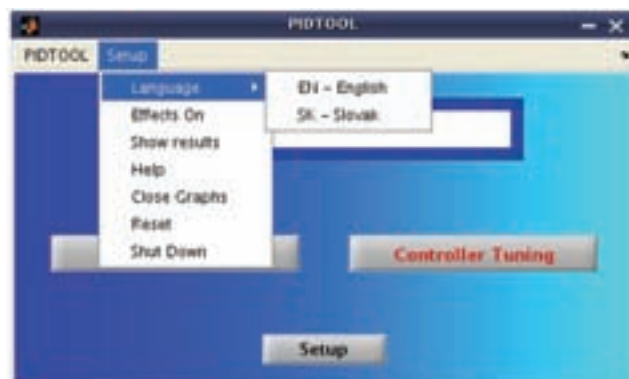 PIDTOOL
PIDTOOL Setup
Language
EN - English
SK - Slovak
Effects On
Show results
Help
Close Graphs
Reset
Shut Down
Controller Tuning
Setup